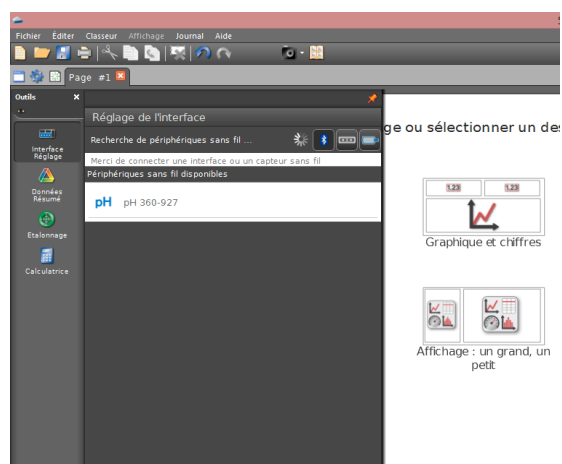 Fichier Éditer Classeur Affichage Journal Aide
Page #1
Outils
Réglage de l'interface
ge ou sélectionner un des
Recherche de périphériques sans fil ...
Interface
Réglage
Merci de connecter une interface ou un capteur sans fil
Périphériques sans fil disponibles
pH pH 360-927
Données
Résumé
Etalonnage
Calculatrice
1.23 1.23
Graphique et chiffres
Affichage : un grand, un
petit